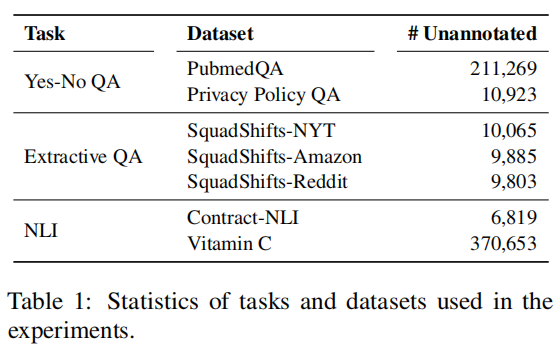 Task Dataset # Unannotated
Yes-No QA
PubmedQA 211,269
Privacy Policy QA 10,923
Extractive QA
SquadShifts-NYT 10,065
SquadShifts-Amazon 9,885
SquadShifts-Reddit 9,803
NLI
Contract-NLI 6,819
Vitamin C 370,653
Table 1: Statistics of tasks and datasets used in the
experiments.